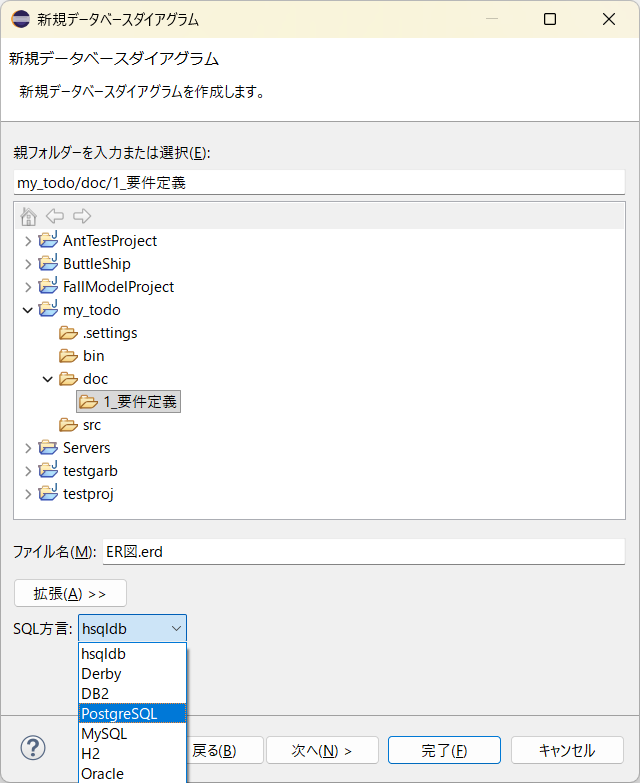 新規データベースダイアグラム
新規データベースダイアグラム
新規データベースダイアグラムを作成します。
親フォルダーを入力または選択(E):
my_todo/doc/1_要件定義
AntTestProject
ButtleShip
FallModelProject
my_todo
.settings
bin
doc
1_要件定義
src
Servers
testgarb
testproj
ファイル名(M): ER図.erd
拡張(A) >>
SQL方言: hsqldb
hsqldb
Derby
DB2
PostgreSQL
MySQL
H2
Oracle
? 戻る(B) 次へ(N) > 完了(F) キャンセル